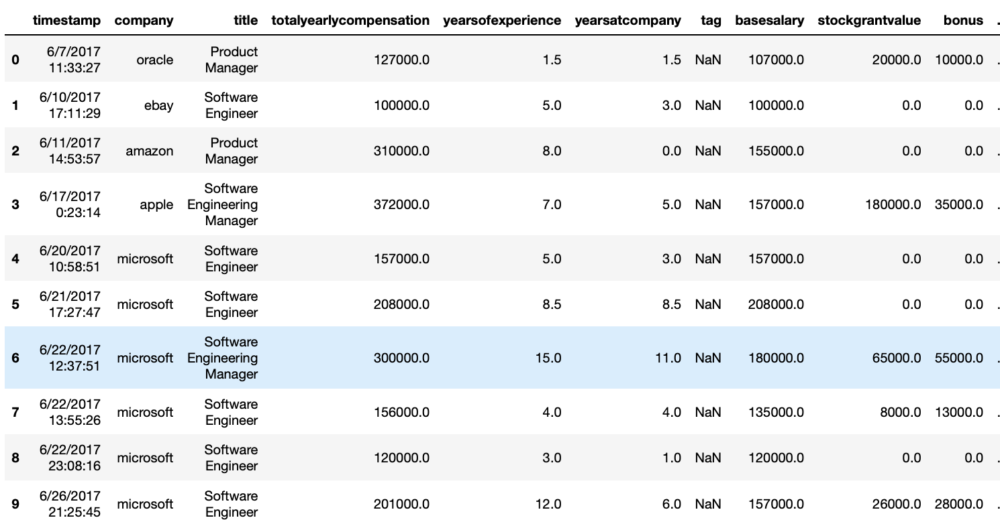 timestamp company title totalyearlycompensation yearsofexperience yearsatcompany tag basesalary stockgrantvalue bonus .
0 6/7/2017 11:33:27 oracle Product Manager 127000.0 1.5 1.5 NaN 107000.0 20000.0 10000.0 .
1 6/10/2017 17:11:29 ebay Software Engineer 100000.0 5.0 3.0 NaN 100000.0 0.0 0.0 .
2 6/11/2017 14:53:57 amazon Product Manager 310000.0 8.0 0.0 NaN 155000.0 0.0 0.0 .
3 6/17/2017 0:23:14 apple Software Engineering Manager 372000.0 7.0 5.0 NaN 157000.0 180000.0 35000.0 .
4 6/20/2017 10:58:51 microsoft Software Engineer 157000.0 5.0 3.0 NaN 157000.0 0.0 0.0 .
5 6/21/2017 17:27:47 microsoft Software Engineer 208000.0 8.5 8.5 NaN 208000.0 0.0 0.0 .
6 6/22/2017 12:37:51 microsoft Software Engineering Manager 300000.0 15.0 11.0 NaN 180000.0 65000.0 55000.0 .
7 6/22/2017 13:55:26 microsoft Software Engineer 156000.0 4.0 4.0 NaN 135000.0 8000.0 13000.0 .
8 6/22/2017 23:08:16 microsoft Software Engineer 120000.0 3.0 1.0 NaN 120000.0 0.0 0.0 .
9 6/26/2017 21:25:45 microsoft Software Engineer 201000.0 12.0 6.0 NaN 157000.0 26000.0 28000.0 .